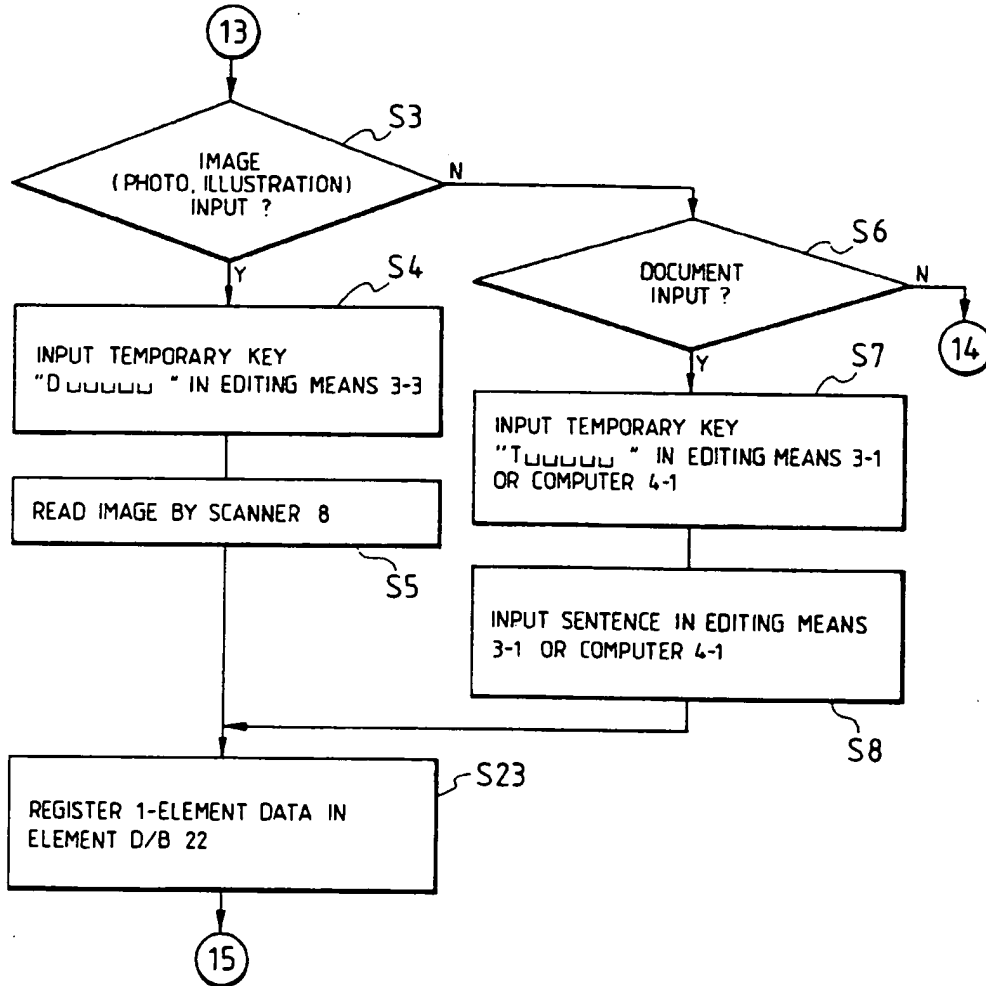 13
S3
IMAGE
(PHOTO, ILLUSTRATION)
INPUT ?
N
Y
S4
INPUT TEMPORARY KEY
"D␣␣␣␣␣ " IN EDITING MEANS 3-3
READ IMAGE BY SCANNER 8
S5
S6
DOCUMENT
INPUT ?
N
14
Y
S7
INPUT TEMPORARY KEY
"T␣␣␣␣␣ " IN EDITING MEANS 3-1
OR COMPUTER 4-1
INPUT SENTENCE IN EDITING MEANS
3-1 OR COMPUTER 4-1
S8
S23
REGISTER 1-ELEMENT DATA IN
ELEMENT D/B 22
15